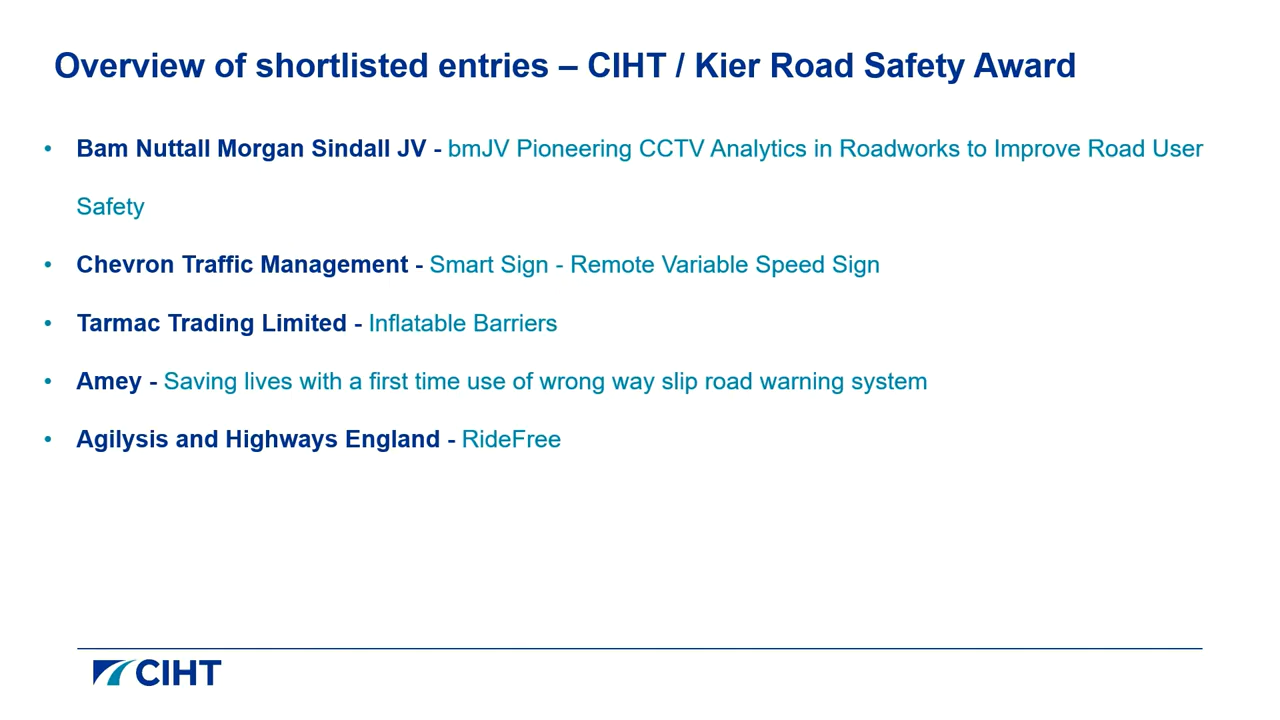 Overview of shortlisted entries – CIHT / Kier Road Safety Award
• Bam Nuttall Morgan Sindall JV - bmJV Pioneering CCTV Analytics in Roadworks to Improve Road User
Safety
• Chevron Traffic Management - Smart Sign - Remote Variable Speed Sign
• Tarmac Trading Limited - Inflatable Barriers
• Amey - Saving lives with a first time use of wrong way slip road warning system
• Agilysis and Highways England - RideFree
CIHT